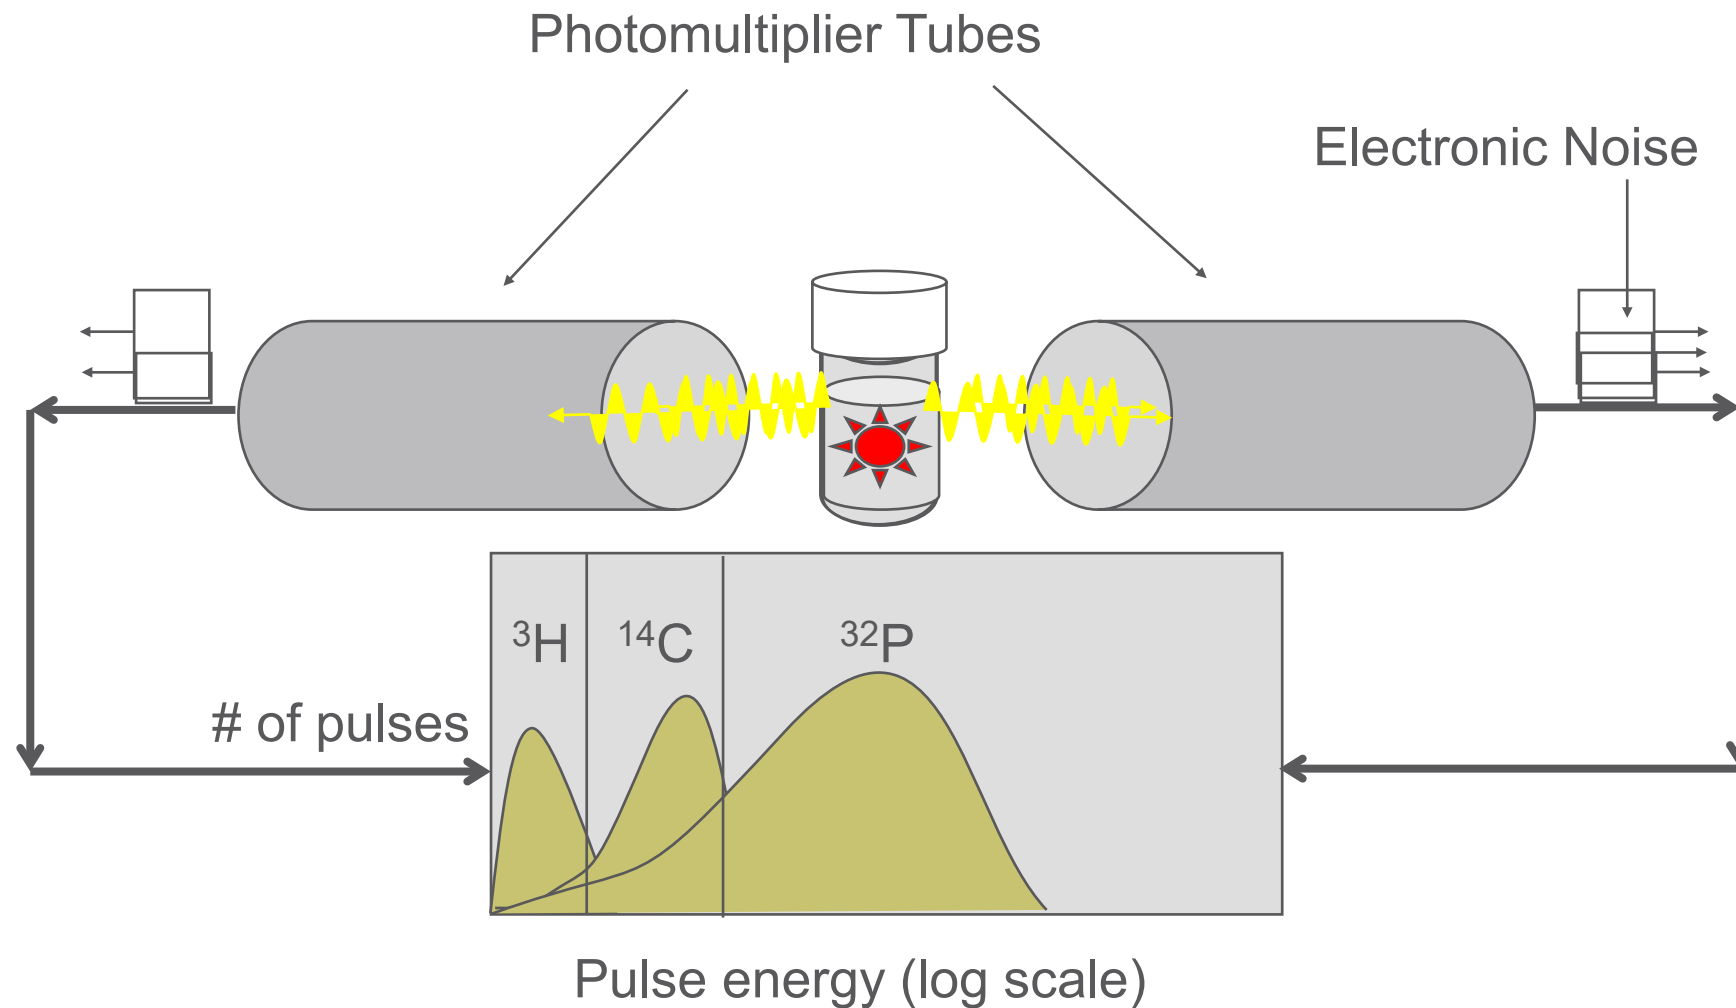 Photomultiplier Tubes
Electronic Noise
³H ¹⁴C ³²P
# of pulses
Pulse energy (log scale)